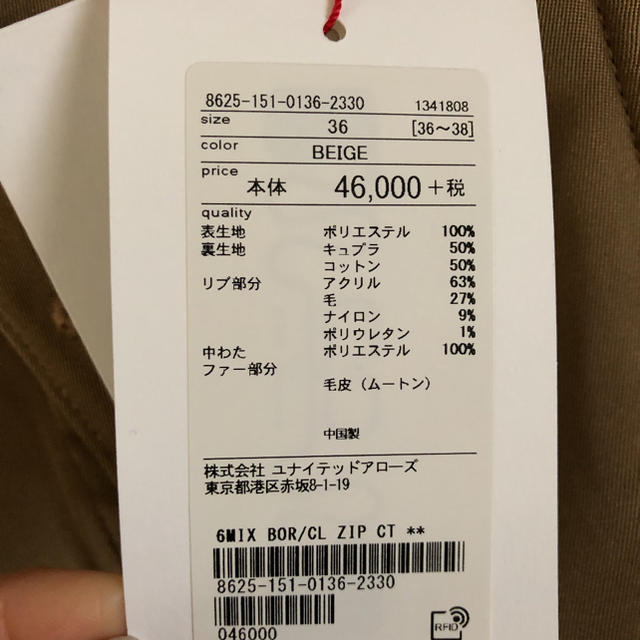 8625-151-0136-2330 1341808
size 36 [36～38]
color BEIGE
price 本体 46,000+税
quality
表生地 ポリエステル 100%
裏生地 キュプラ 50%
コットン 50%
リブ部分 アクリル 63%
毛 27%
ナイロン 9%
ポリウレタン 1%
中わた ポリエステル 100%
ファー部分
毛皮（ムートン）
中国製
株式会社 ユナイテッドアローズ
東京都港区赤坂8-1-19
6MIX BOR/CL ZIP CT **
8625-151-0136-2330
046000
RFID